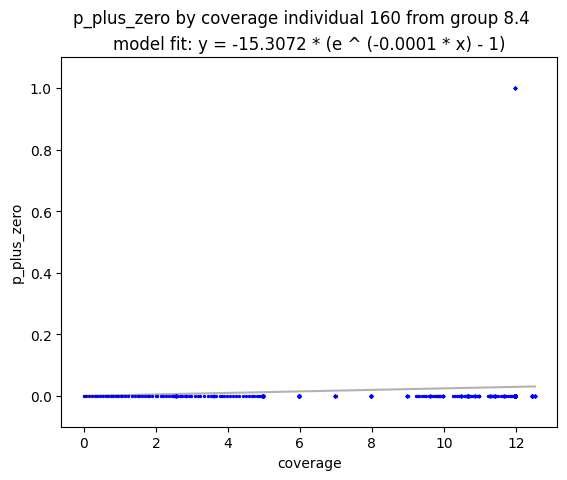 p_plus_zero by coverage individual 160 from group 8.4
model fit: y = -15.3072 * (e ^ (-0.0001 * x) - 1)
1.0
0.8
0.6
0.4
0.2
0.0
p_plus_zero
0 2 4 6 8 10 12
coverage